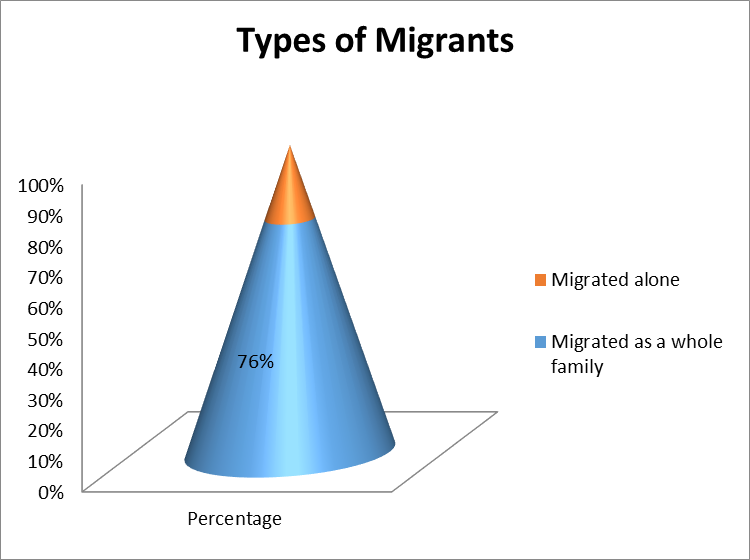 Types of Migrants
100%
90%
80%
70%
60%
50%
40%
30%
20%
10%
0%
76%
Percentage
Migrated alone
Migrated as a whole
family